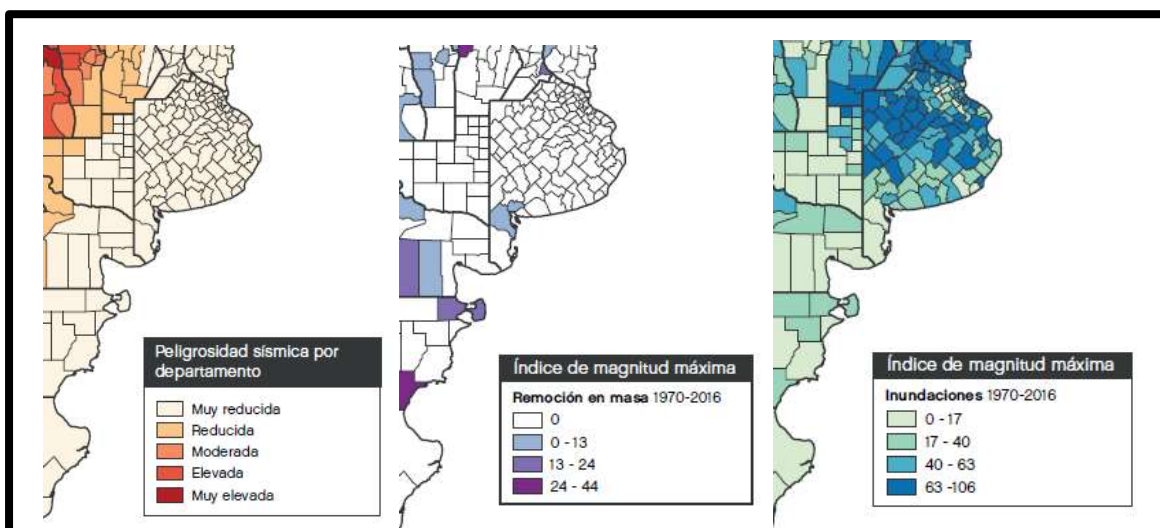 Peligrosidad sísmica por
departamento
Muy reducida
Reducida
Moderada
Elevada
Muy elevada
Índice de magnitud máxima
Remoción en masa 1970-2016
0
0 -13
13 - 24
24 - 44
Índice de magnitud máxima
Inundaciones 1970-2016
0 -17
17 - 40
40 - 63
63 -106